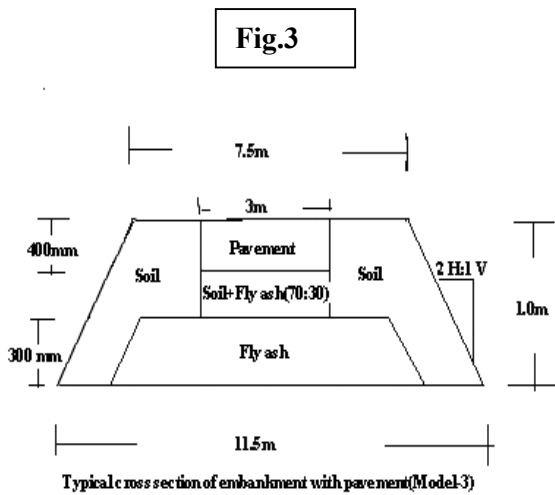 Fig.3
7.5m
3m
400mm
Pavement
Soil
Soil
2 H:1 V
Soil+Fly ash(70:30)
1.0m
300 mm
Fly ash
11.5m
Typical cross section of embankment with pavement(Model-3)